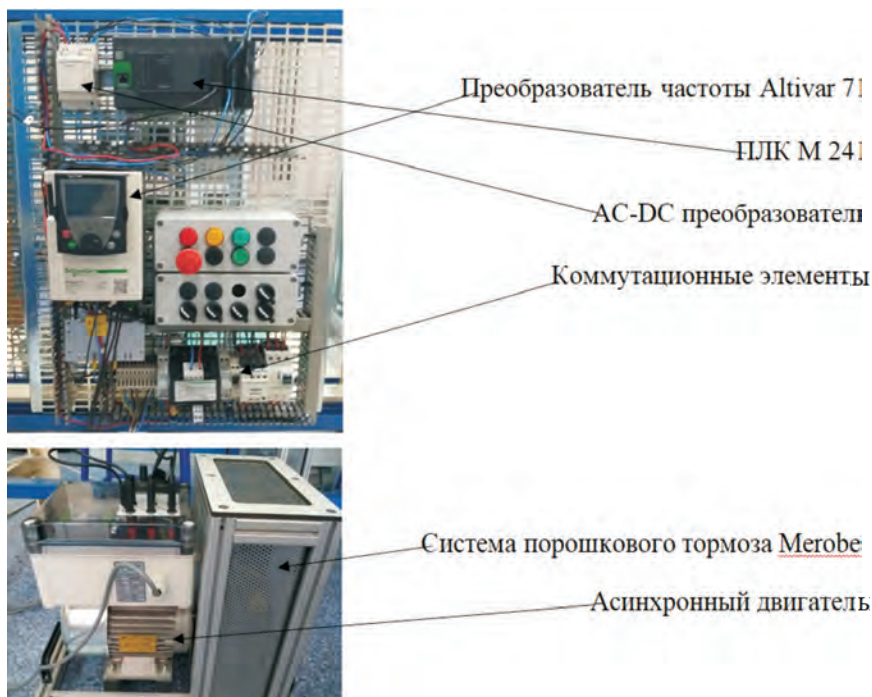 Преобразователь частоты Altivar 71
ПЛК М 241
AC-DC преобразователь
Коммутационные элементы
Система порошкового тормоза Merobe
Асинхронный двигатель